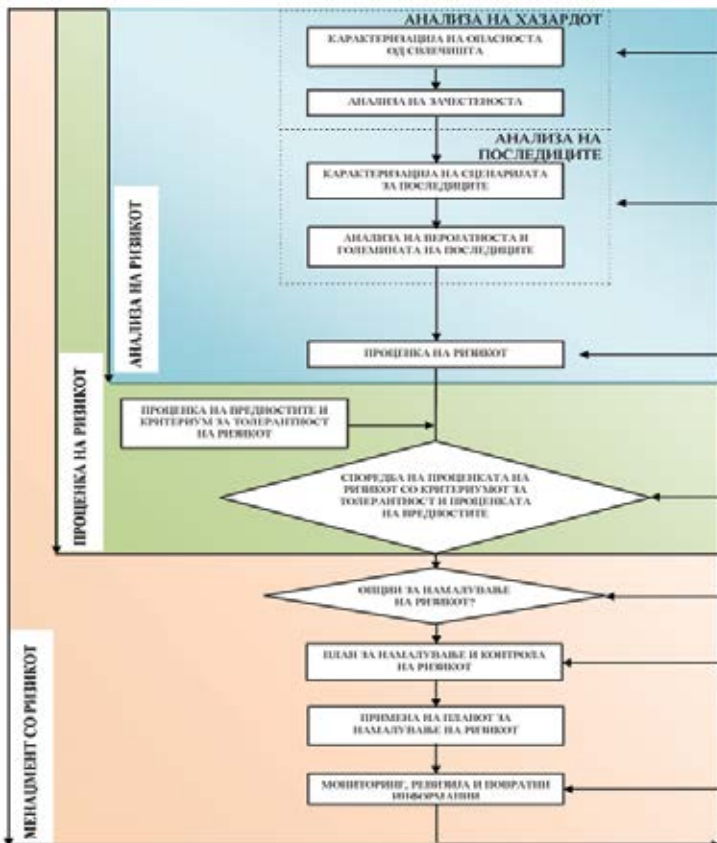 АНАЛИЗА НА ХАЗАРДОТ
КАРАКТЕРИЗАЦИЈА НА ОПАСНОСТА
ОД СВЛЕЧИШТА
АНАЛИЗА НА ЗАЧЕСТЕНОСТА
АНАЛИЗА НА
ПОСЛЕДИЦИТЕ
КАРАКТЕРИЗАЦИЈА НА СЦЕНАРИЈАТА
ЗА ПОСЛЕДИЦИТЕ
АНАЛИЗА НА ВЕРОЈАТНОСТА И
ГОЛЕМИНАТА НА ПОСЛЕДИЦИТЕ
ПРОЦЕНКА НА РИЗИКОТ
АНАЛИЗА НА РИЗИКОТ
ПРОЦЕНКА НА ВРЕДНОСТИТЕ И
КРИТЕРИУМ ЗА ТОЛЕРАНТНОСТ
НА РИЗИКОТ
СПОРЕДБА НА ПРОЦЕНКАТА НА
РИЗИКОТ СО КРИТЕРИУМОТ ЗА
ТОЛЕРАНТНОСТ И ПРОЦЕНКАТА
НА ВРЕДНОСТИТЕ
ПРОЦЕНКА НА РИЗИКОТ
ОПЦИИ ЗА НАМАЛУВАЊЕ
НА РИЗИКОТ?
ПЛАН ЗА НАМАЛУВАЊЕ И КОНТРОЛА
НА РИЗИКОТ
ПРИМЕНА НА ПЛАНОТ ЗА
НАМАЛУВАЊЕ НА РИЗИКОТ
МОНИТОРИНГ, РЕВИЗИЈА И ПОВРАТНИ
ИНФОРМАЦИИ
МЕНАЏМЕНТ СО РИЗИКОТ